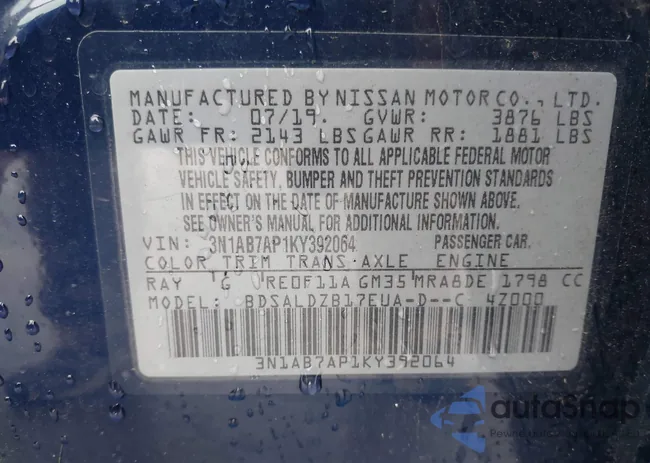 MANUFACTURED BY NISSAN MOTOR CO., LTD.
DATE: 07/19. GVWR: 3876 LBS
GAWR FR: 2143 LBS GAWR RR: 1881 LBS
THIS VEHICLE CONFORMS TO ALL APPLICABLE FEDERAL MOTOR
VEHICLE SAFETY, BUMPER AND THEFT PREVENTION STANDARDS
IN EFFECT ON THE DATE OF MANUFACTURE SHOWN ABOVE.
SEE OWNER'S MANUAL FOR ADDITIONAL INFORMATION.
VIN: 3N1AB7AP1KY392064 PASSENGER CAR.
COLOR TRIM TRANS AXLE ENGINE
RAY G RE0F11A GM35 MRA8DE 1798 CC
MODEL: BDSALDZB17EUA-D--C 4Z000
3N1AB7AP1KY392064
autoSnap